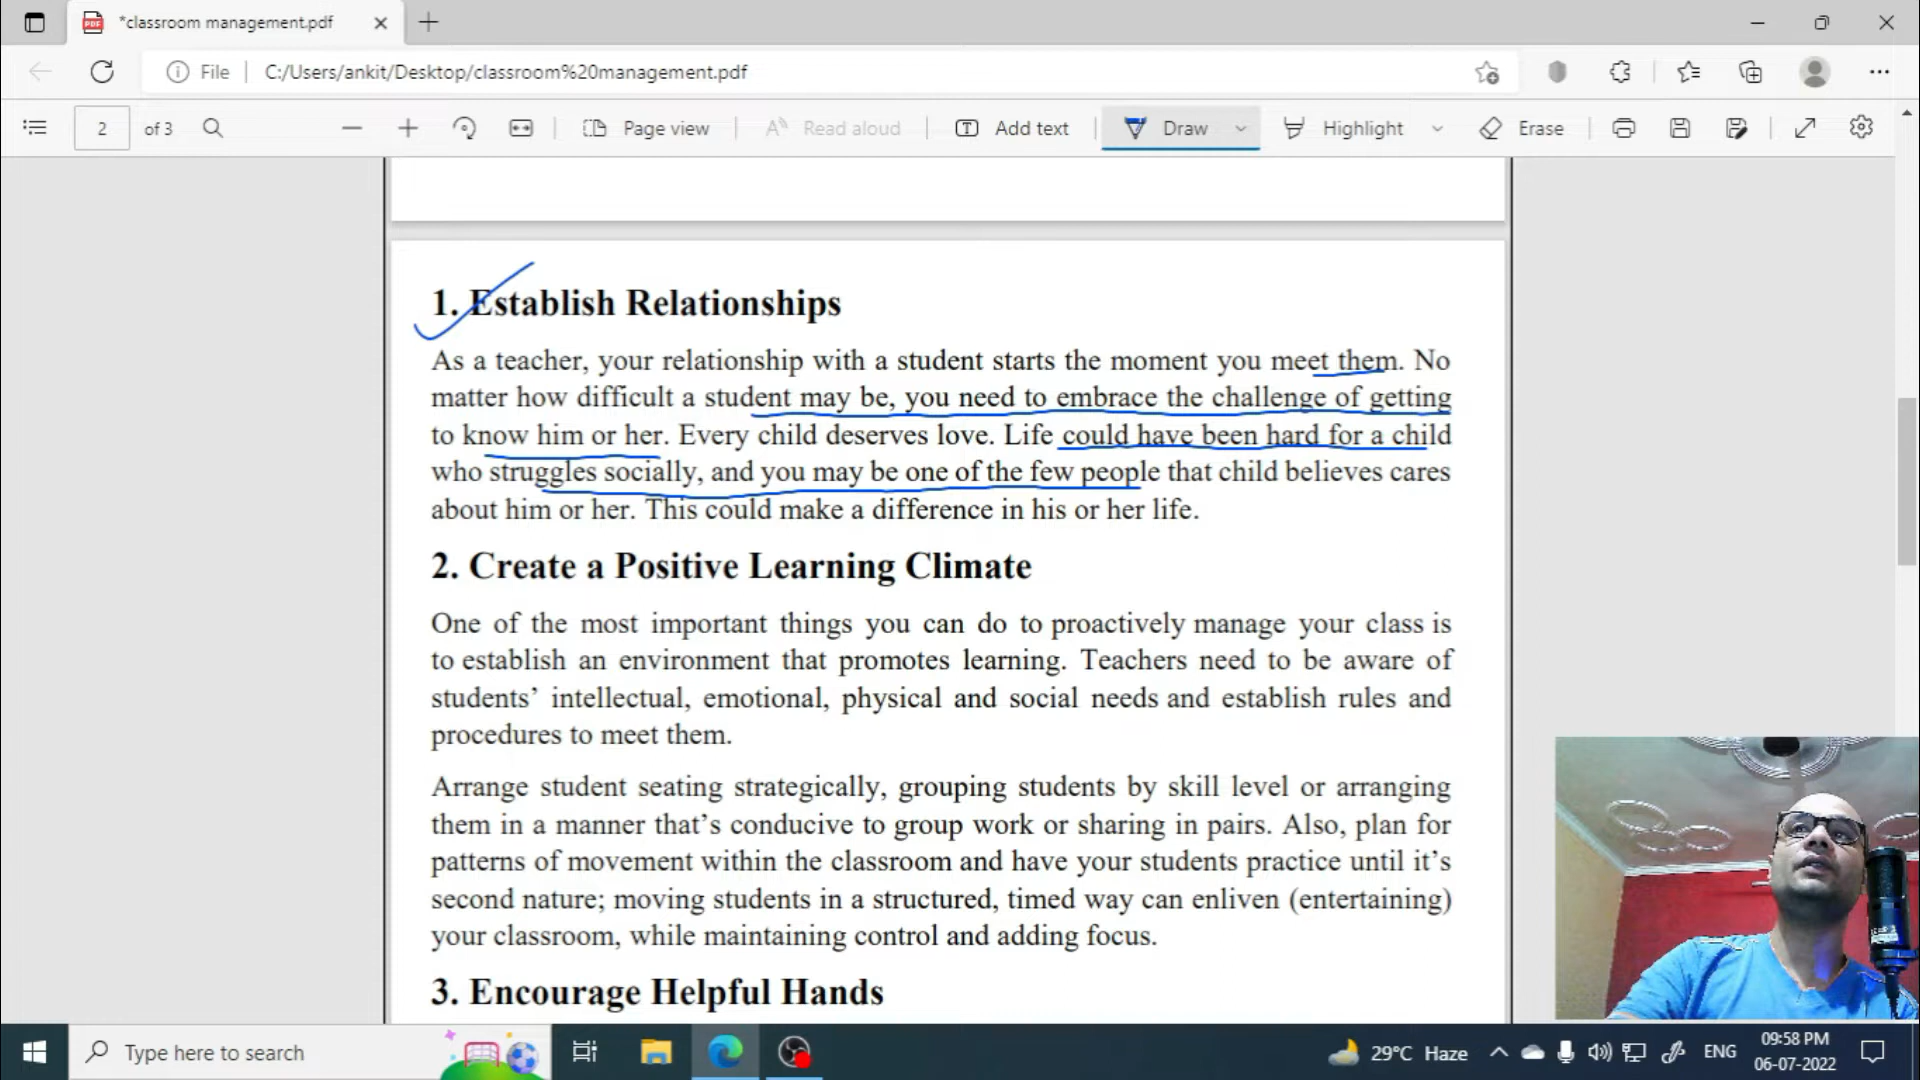 *classroom management.pdf
File
C:/Users/ankit/Desktop/classroom%20management.pdf
2 of 3
Page view
Read aloud
Add text
Draw
Highlight
Erase
1. Establish Relationships
As a teacher, your relationship with a student starts the moment you meet them. No
matter how difficult a student may be, you need to embrace the challenge of getting
to know him or her. Every child deserves love. Life could have been hard for a child
who struggles socially, and you may be one of the few people that child believes cares
about him or her. This could make a difference in his or her life.
2. Create a Positive Learning Climate
One of the most important things you can do to proactively manage your class is
to establish an environment that promotes learning. Teachers need to be aware of
students’ intellectual, emotional, physical and social needs and establish rules and
procedures to meet them.
Arrange student seating strategically, grouping students by skill level or arranging
them in a manner that’s conducive to group work or sharing in pairs. Also, plan for
patterns of movement within the classroom and have your students practice until it’s
second nature; moving students in a structured, timed way can enliven (entertaining)
your classroom, while maintaining control and adding focus.
3. Encourage Helpful Hands
Type here to search
29°C Haze
ENG
09:58 PM
06-07-2022